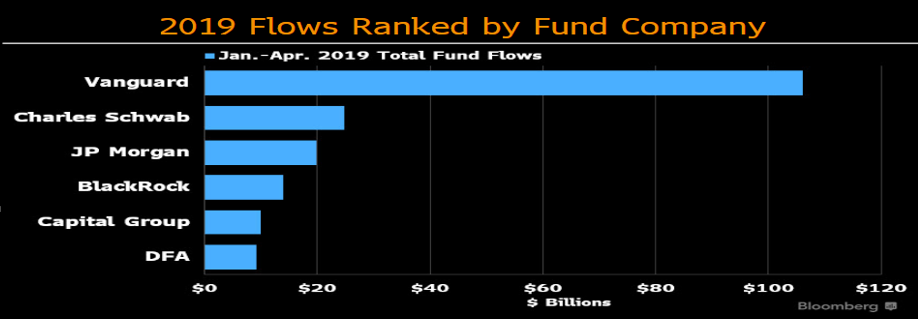 2019 Flows Ranked by Fund Company
Jan.-Apr. 2019 Total Fund Flows
Vanguard
Charles Schwab
JP Morgan
BlackRock
Capital Group
DFA
$0 $20 $40 $60 $80 $100 $120
$ Billions
Bloomberg